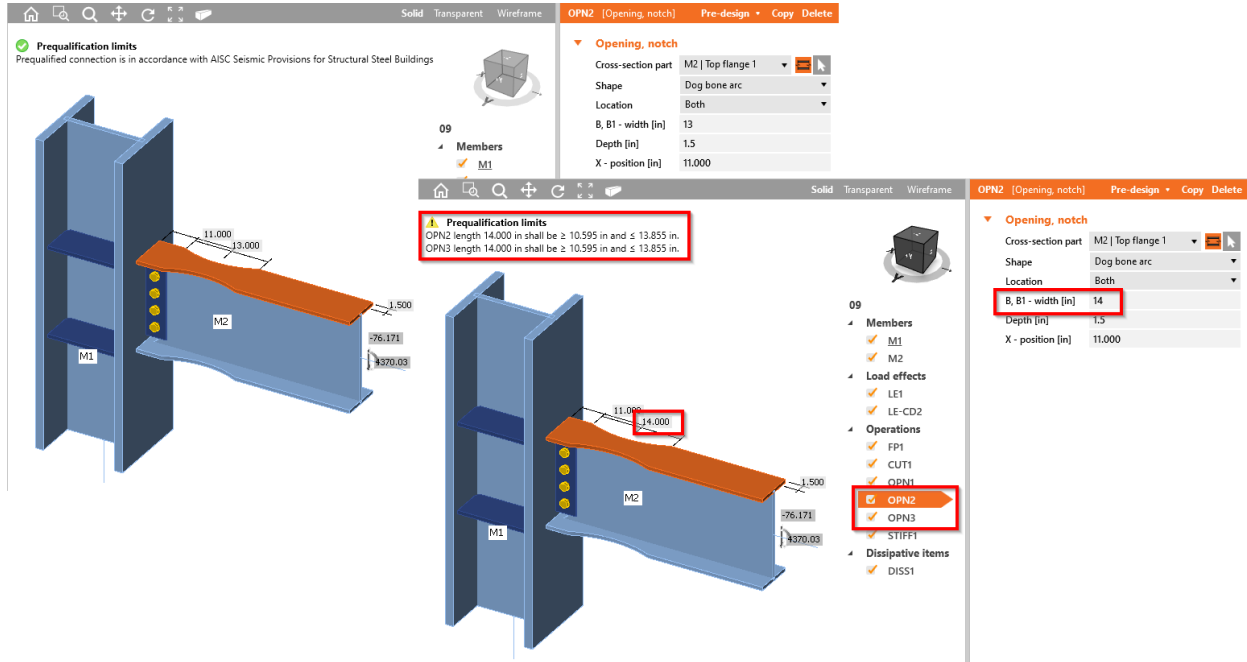 Solid Transparent Wireframe
OPN2 [Opening, notch] Pre-design Copy Delete
Prequalification limits
Prequalified connection is in accordance with AISC Seismic Provisions for Structural Steel Buildings
Opening, notch
Cross-section part M2 | Top flange 1
Shape Dog bone arc
Location Both
B, B1 - width [in] 13
Depth [in] 1.5
X - position [in] 11.000
09
Members
M1
11.000
13.000
1.500
M2
-76.171
4370.03
M1
Solid Transparent Wireframe
OPN2 [Opening, notch] Pre-design Copy Delete
Prequalification limits
OPN2 length 14.000 in shall be ≥ 10.595 in and ≤ 13.855 in.
OPN3 length 14.000 in shall be ≥ 10.595 in and ≤ 13.855 in.
Opening, notch
Cross-section part M2 | Top flange 1
Shape Dog bone arc
Location Both
B, B1 - width [in] 14
Depth [in] 1.5
X - position [in] 11.000
09
Members
M1
M2
Load effects
LE1
LE-CD2
Operations
FP1
CUT1
OPN1
OPN2
OPN3
STIFF1
Dissipative items
DISS1
11.000
14.000
1.500
M2
-76.171
4370.03
M1